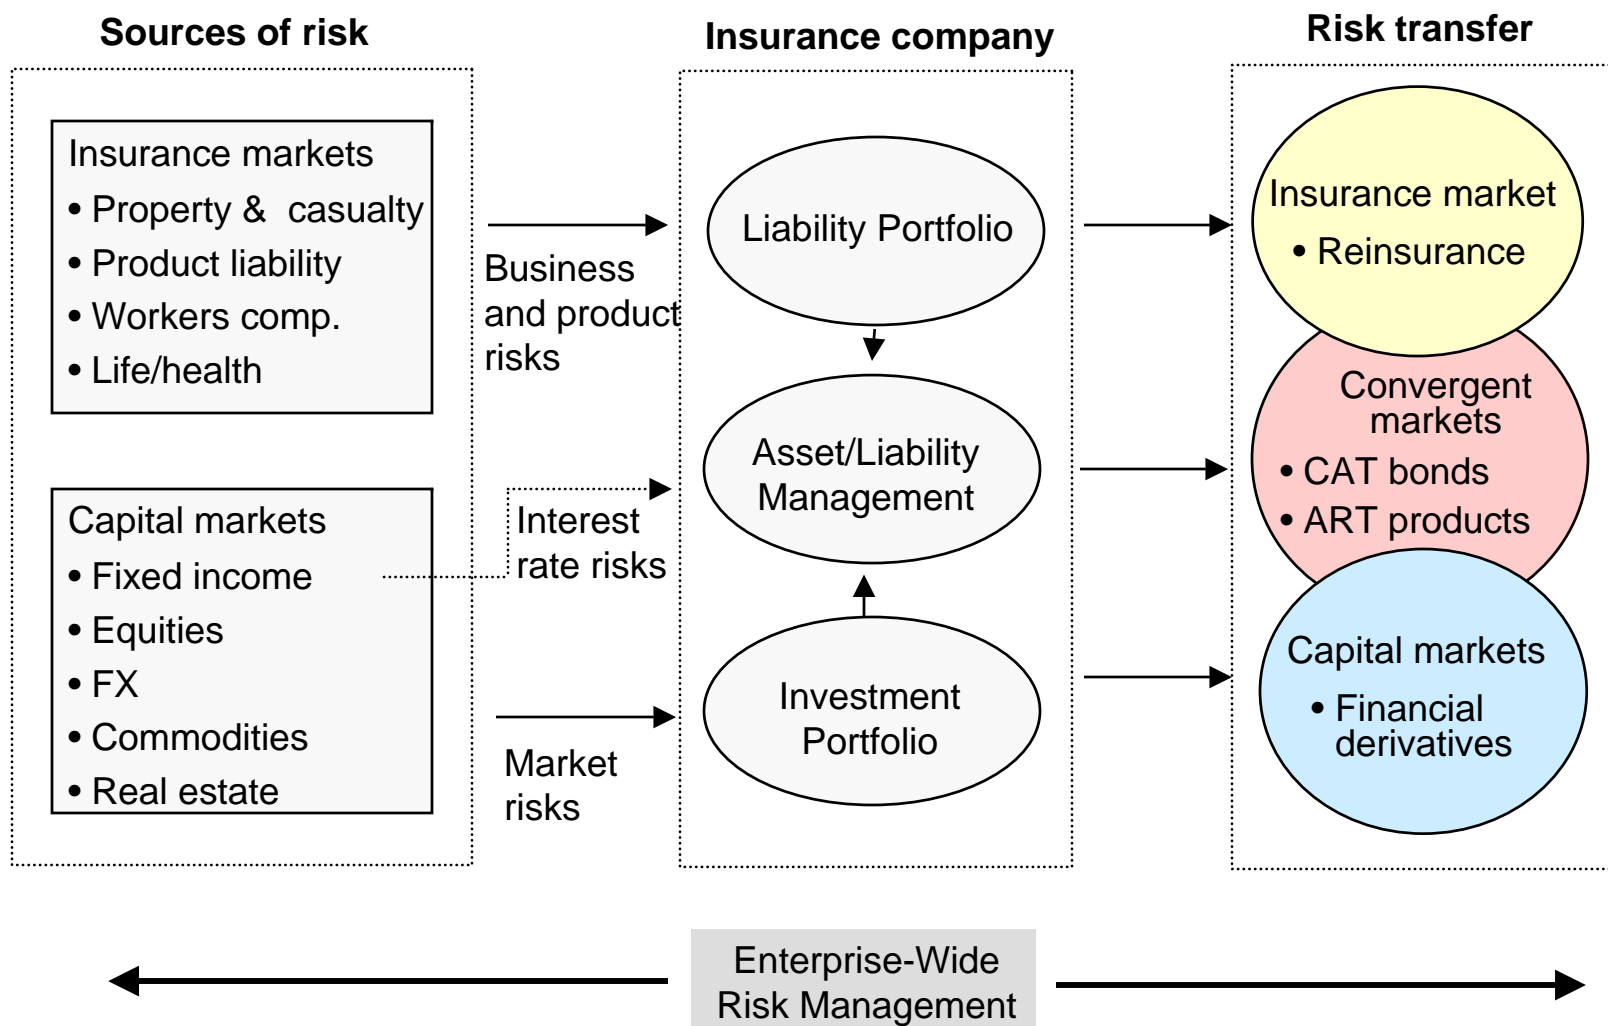 Sources of risk
Insurance company
Risk transfer
Insurance markets
• Property & casualty
• Product liability
• Workers comp.
• Life/health
Capital markets
• Fixed income
• Equities
• FX
• Commodities
• Real estate
Business
and product
risks
Interest
rate risks
Market
risks
Liability Portfolio
Asset/Liability
Management
Investment
Portfolio
Insurance market
• Reinsurance
Convergent
markets
• CAT bonds
• ART products
Capital markets
• Financial
derivatives
Enterprise-Wide
Risk Management